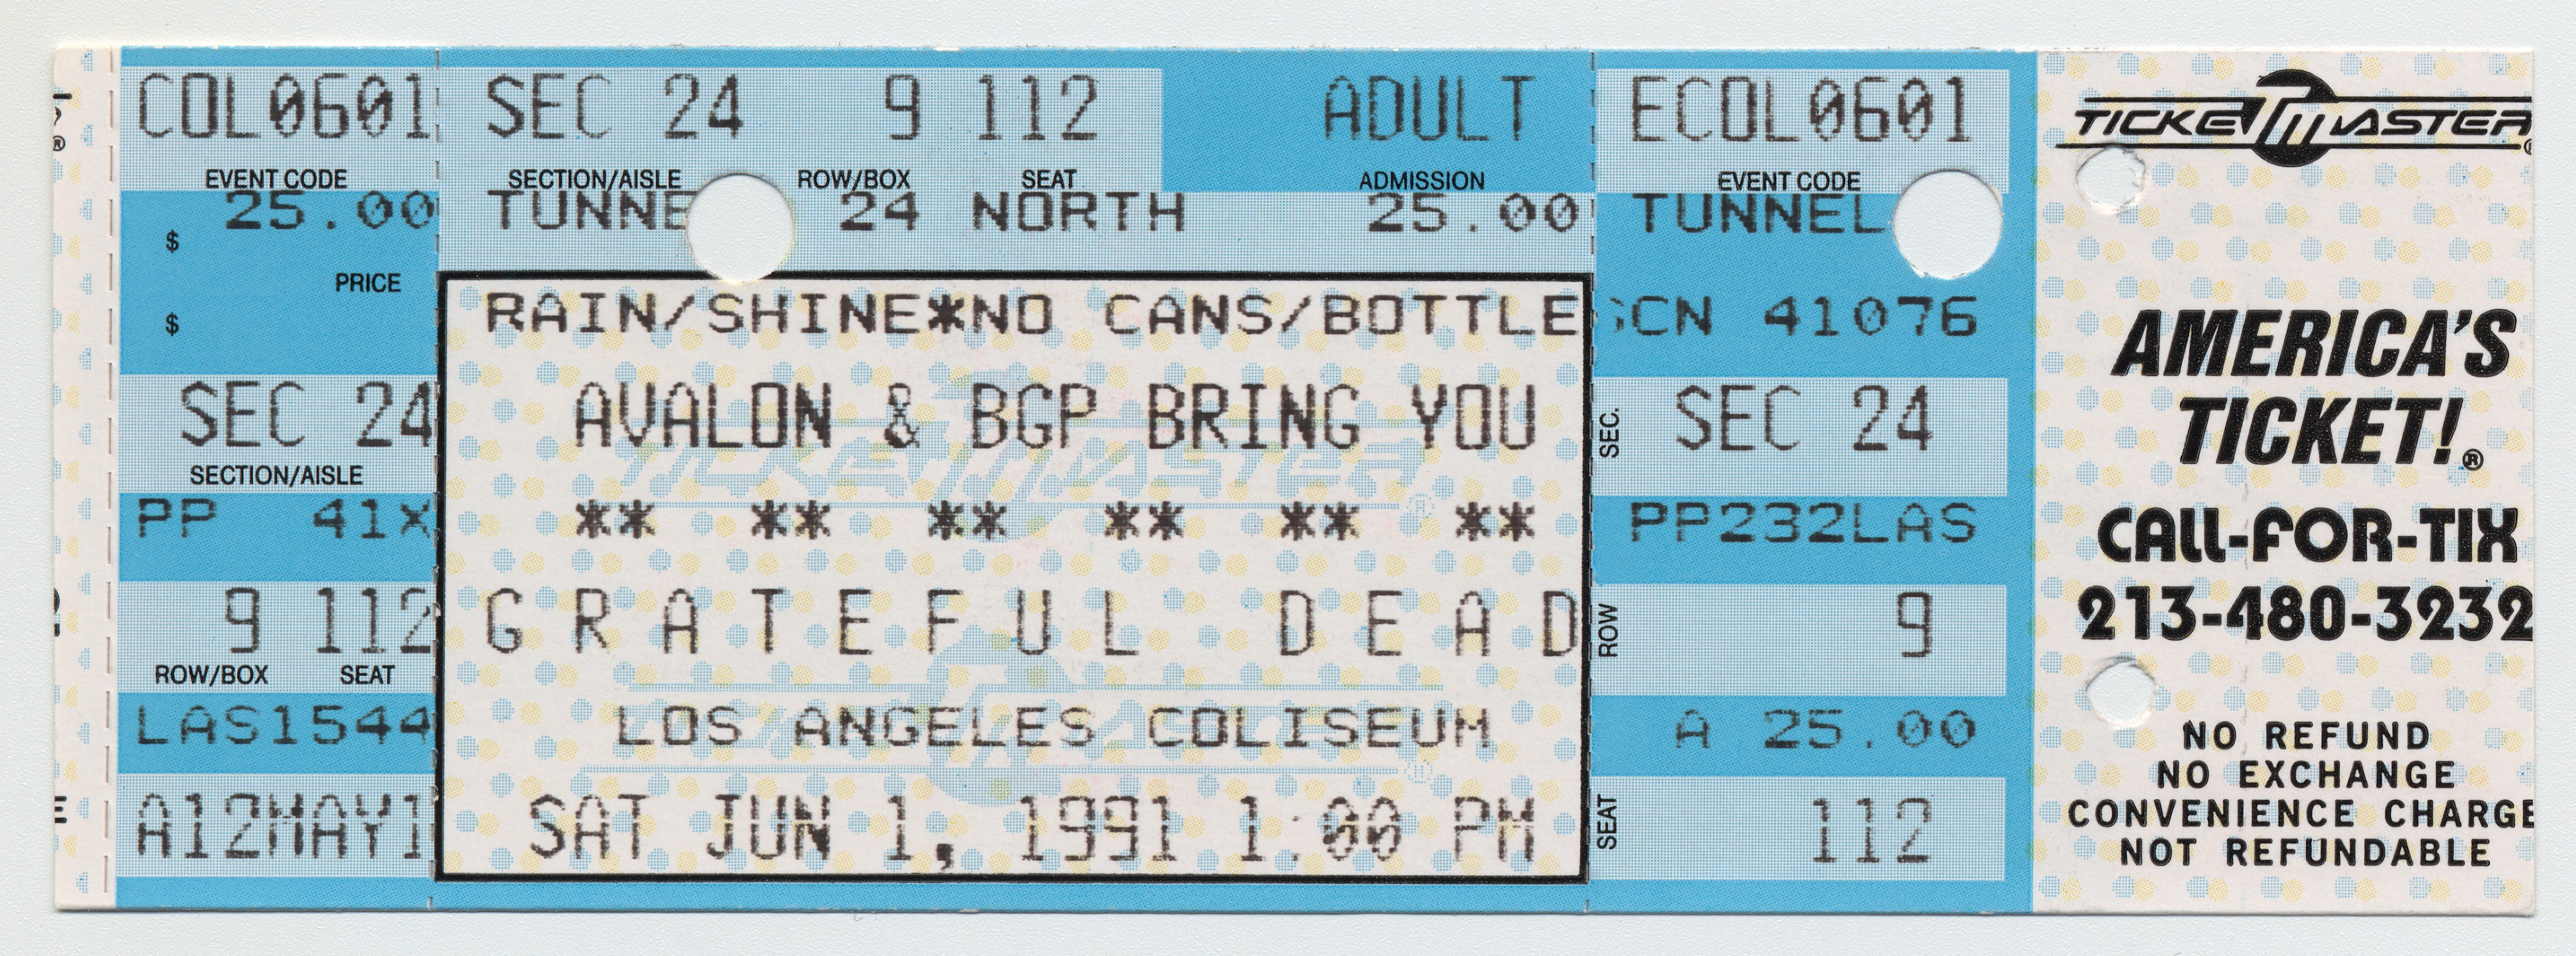 COL0601
EVENT CODE
25.00
$
PRICE
$
SEC 24
SECTION/AISLE
PP 41X
9 112
ROW/BOX SEAT
LAS1544
A12MAY1
SEC 24 9 112 ADULT
SECTION/AISLE ROW/BOX SEAT ADMISSION
TUNNE 24 NORTH 25.00
RAIN/SHINE*NO CANS/BOTTLE
AVALON & BGP BRING YOU
** ** ** ** ** **
GRATEFUL DEAD
LOS ANGELES COLISEUM
SAT JUN 1, 1991 1:00 PM
TICKETMASTER
ECOL0601
EVENT CODE
TUNNEL
CN 41076
SEC. SEC 24
PP232LAS
ROW 9
A 25.00
SEAT 112
TICKETMASTER®
AMERICA'S
TICKET!®
CALL-FOR-TIX
213-480-3232
NO REFUND
NO EXCHANGE
CONVENIENCE CHARGE
NOT REFUNDABLE